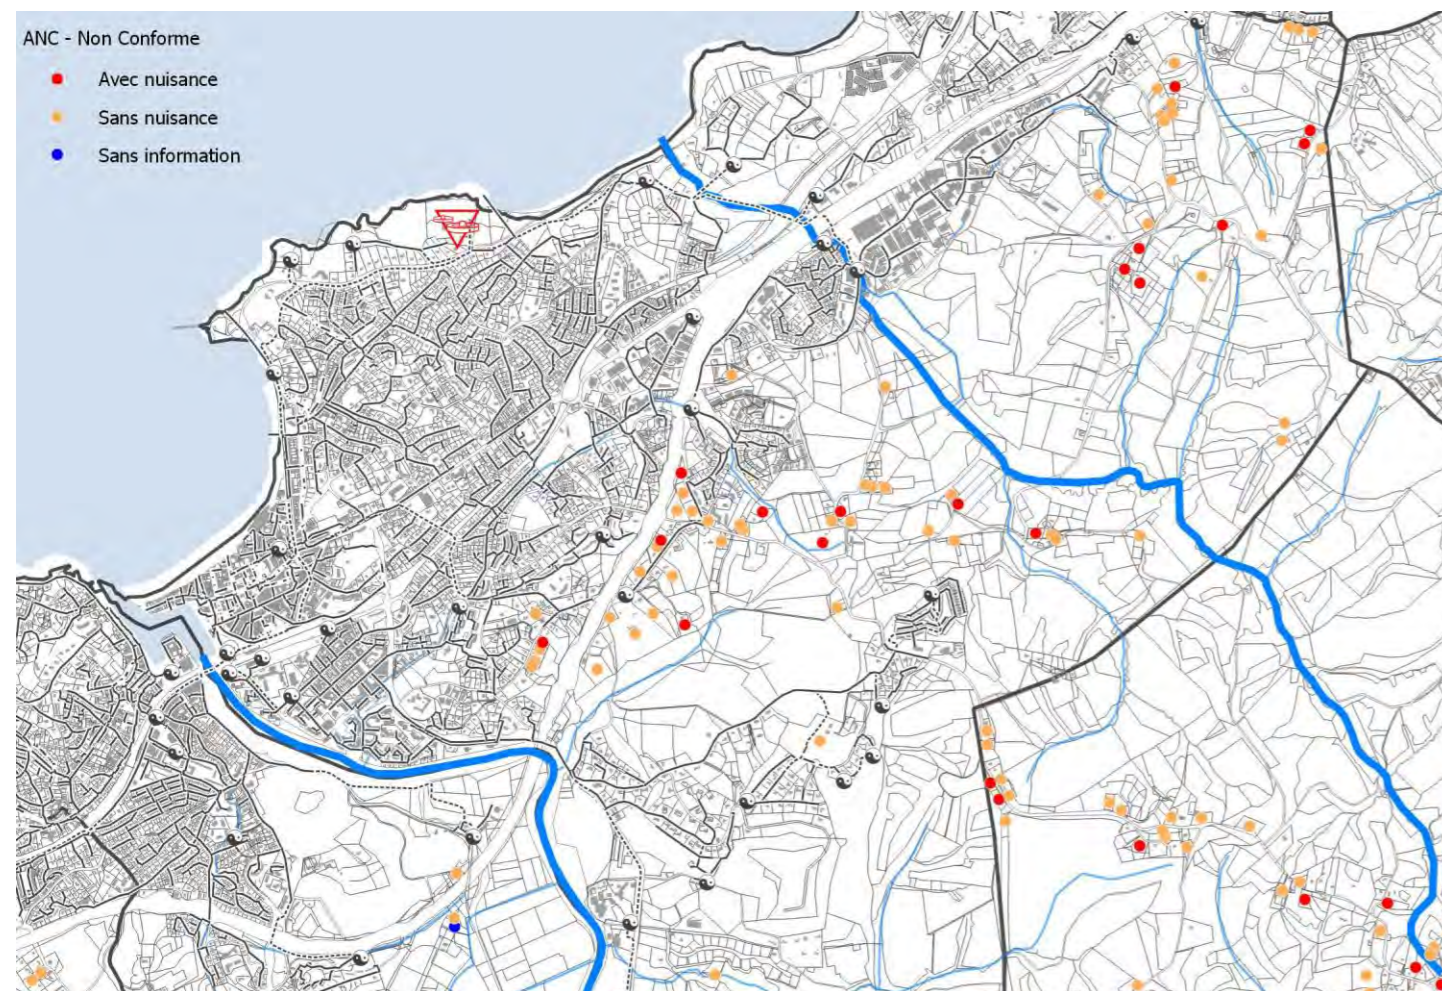 ANC - Non Conforme
Avec nuisance
Sans nuisance
Sans information